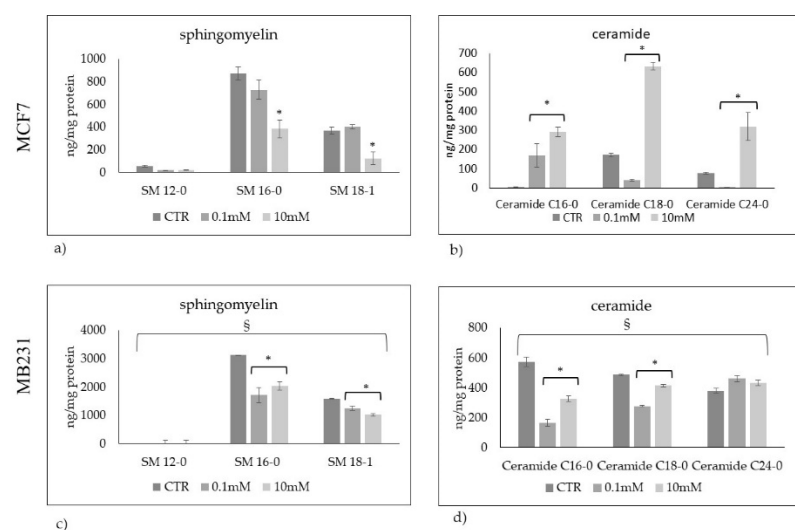 MCF7
sphingomyelin
ng/mg protein
1000
800
600
400
200
0
*
*
SM 12-0 SM 16-0 SM 18-1
CTR 0.1mM 10mM
a)
ceramide
ng/mg protein
700
600
500
400
300
200
100
0
*
*
*
Ceramide C16-0 Ceramide C18-0 Ceramide C24-0
CTR 0.1mM 10mM
b)
MB231
sphingomyelin
§
ng/mg protein
4000
3000
2000
1000
0
*
*
SM 12-0 SM 16-0 SM 18-1
CTR 0.1mM 10mM
c)
ceramide
§
ng/mg protein
800
600
400
200
0
*
*
Ceramide C16-0 Ceramide C18-0 Ceramide C24-0
CTR 0.1mM 10mM
d)